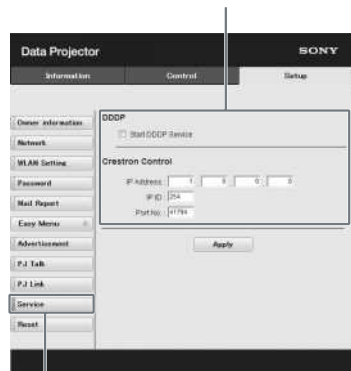 Data Projector SONY
Information Control Setup
Owner information
Network
WLAN Setting
Password
Mail Report
Easy Menu
Advertisement
PJ Talk
PJ Link
Service
Reset
DDDP
Start DDDP Service
Crestron Control
IP Address: 1 0 0 0
IP ID: 254
Port No.: 41794
Apply